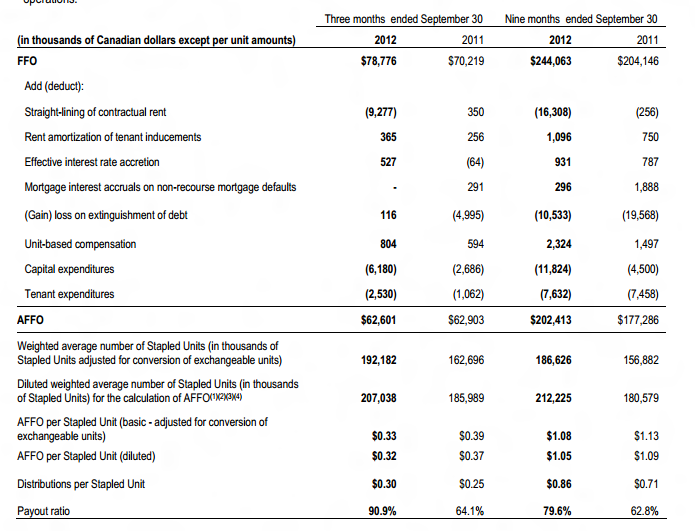 operations.
Three months ended September 30 Nine months ended September 30
(in thousands of Canadian dollars except per unit amounts) 2012 2011 2012 2011
FFO $78,776 $70,219 $244,063 $204,146
Add (deduct):
Straight-lining of contractual rent (9,277) 350 (16,308) (256)
Rent amortization of tenant inducements 365 256 1,096 750
Effective interest rate accretion 527 (64) 931 787
Mortgage interest accruals on non-recourse mortgage defaults - 291 296 1,888
(Gain) loss on extinguishment of debt 116 (4,995) (10,533) (19,568)
Unit-based compensation 804 594 2,324 1,497
Capital expenditures (6,180) (2,686) (11,824) (4,500)
Tenant expenditures (2,530) (1,062) (7,632) (7,458)
AFFO $62,601 $62,903 $202,413 $177,286
Weighted average number of Stapled Units (in thousands of
Stapled Units adjusted for conversion of exchangeable units) 192,182 162,696 186,626 156,882
Diluted weighted average number of Stapled Units (in thousands
of Stapled Units) for the calculation of AFFO(1)(2)(3)(4) 207,038 185,989 212,225 180,579
AFFO per Stapled Unit (basic - adjusted for conversion of
exchangeable units) $0.33 $0.39 $1.08 $1.13
AFFO per Stapled Unit (diluted) $0.32 $0.37 $1.05 $1.09
Distributions per Stapled Unit $0.30 $0.25 $0.86 $0.71
Payout ratio 90.9% 64.1% 79.6% 62.8%